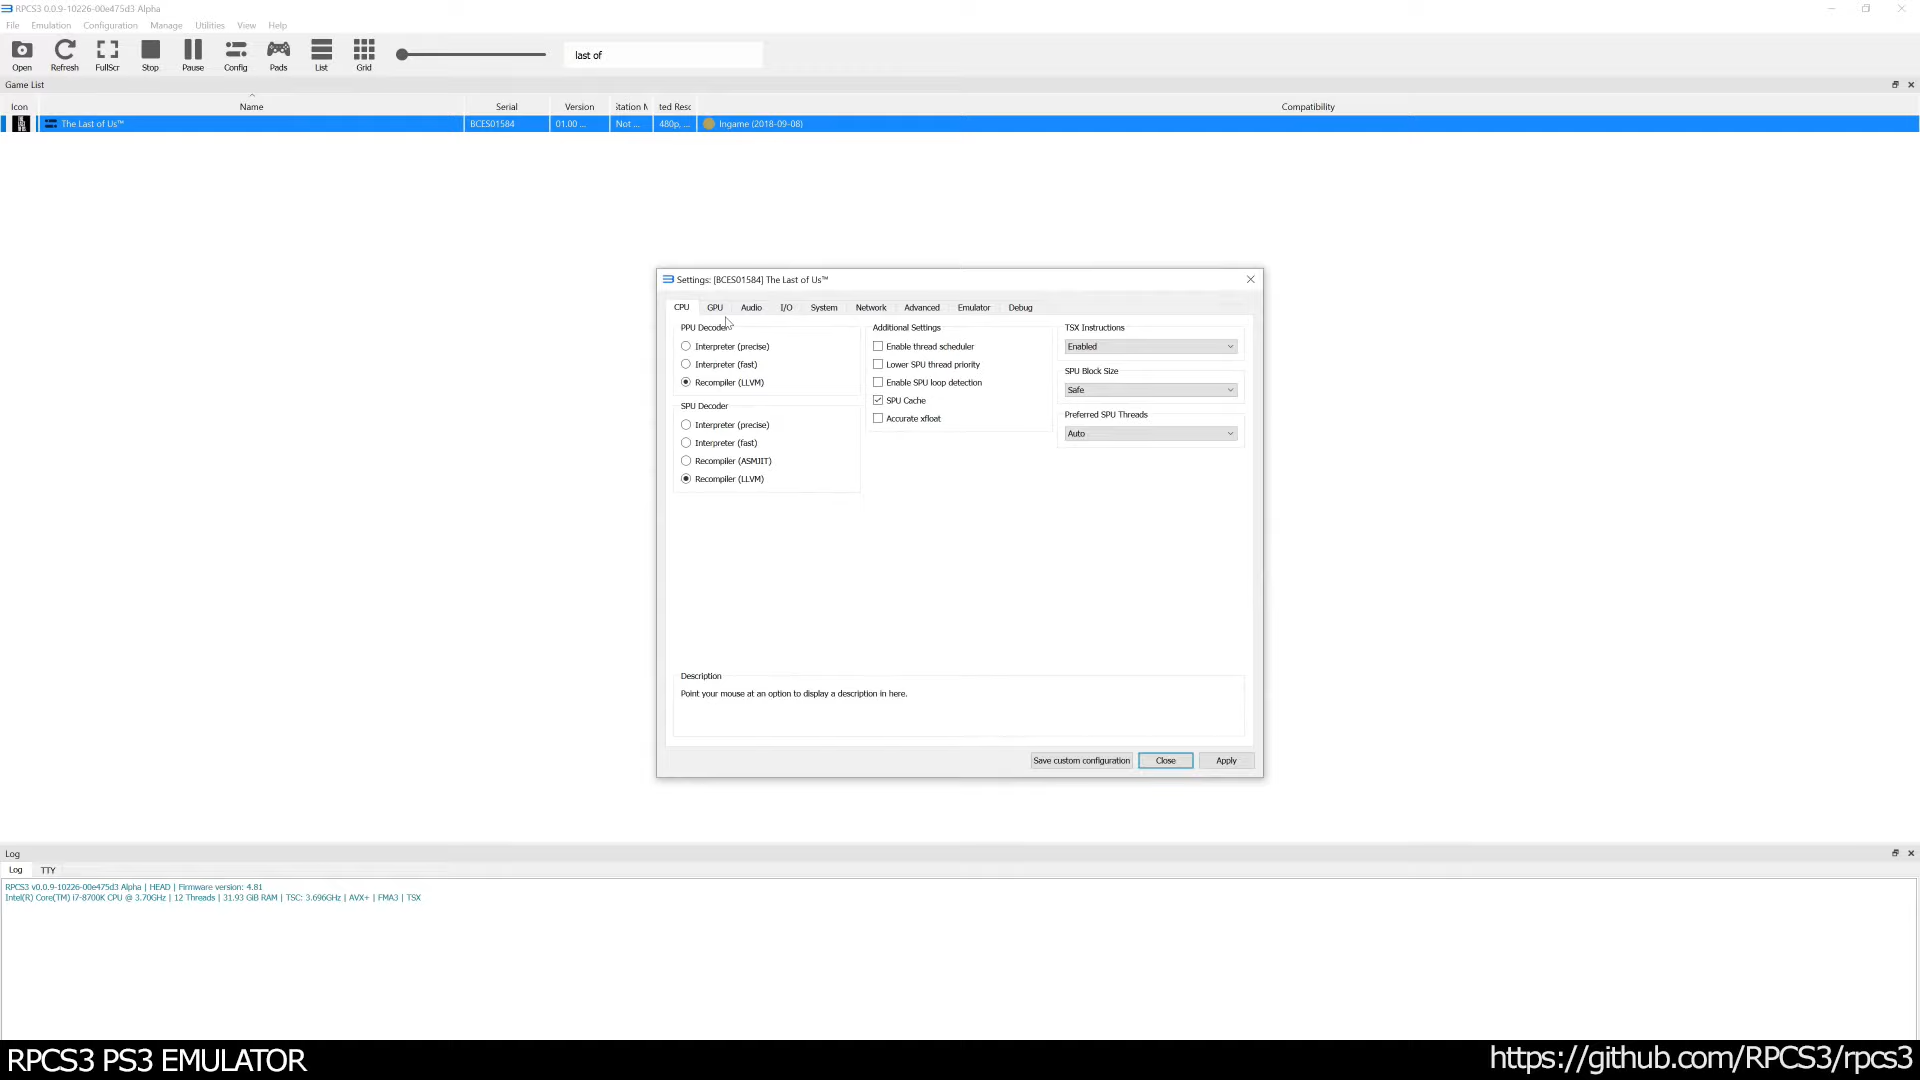 RPCS3 0.0.9-10226-00e475d3 Alpha
File Emulation Configuration Manage Utilities View Help
Open Refresh FullScr Stop Pause Config Pads List Grid
last of
Game List
Icon Name Serial Version Station M ted Resc Compatibility
The Last of Us™ BCES01584 01.00 ... Not ... 480p, ... Ingame (2018-09-08)
Settings: [BCES01584] The Last of Us™
CPU GPU Audio I/O System Network Advanced Emulator Debug
PPU Decoder
Interpreter (precise)
Interpreter (fast)
Recompiler (LLVM)
SPU Decoder
Interpreter (precise)
Interpreter (fast)
Recompiler (ASMJIT)
Recompiler (LLVM)
Additional Settings
Enable thread scheduler
Lower SPU thread priority
Enable SPU loop detection
SPU Cache
Accurate xfloat
TSX Instructions
Enabled
SPU Block Size
Safe
Preferred SPU Threads
Auto
Description
Point your mouse at an option to display a description in here.
Save custom configuration Close Apply
Log
Log TTY
RPCS3 v0.0.9-10226-00e475d3 Alpha | HEAD | Firmware version: 4.81
Intel(R) Core(TM) i7-8700K CPU @ 3.70GHz | 12 Threads | 31.93 GiB RAM | TSC: 3.696GHz | AVX+ | FMA3 | TSX
RPCS3 PS3 EMULATOR
https://github.com/RPCS3/rpcs3